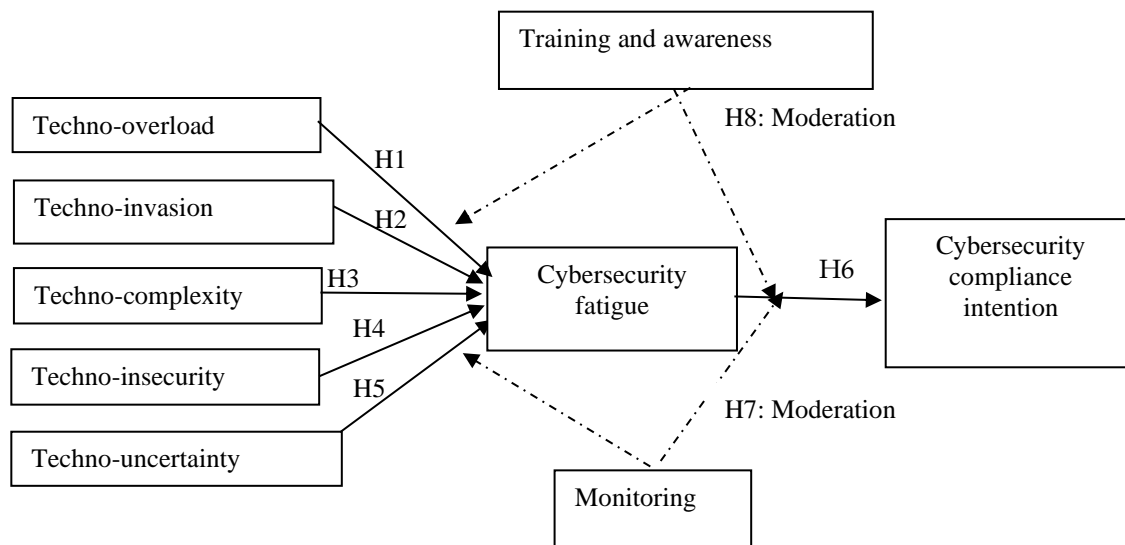 Training and awareness
H8: Moderation
Techno-overload
H1
Techno-invasion
H2
Techno-complexity
H3
Techno-insecurity
H4
Techno-uncertainty
H5
Cybersecurity
fatigue
H6
Cybersecurity
compliance
intention
H7: Moderation
Monitoring